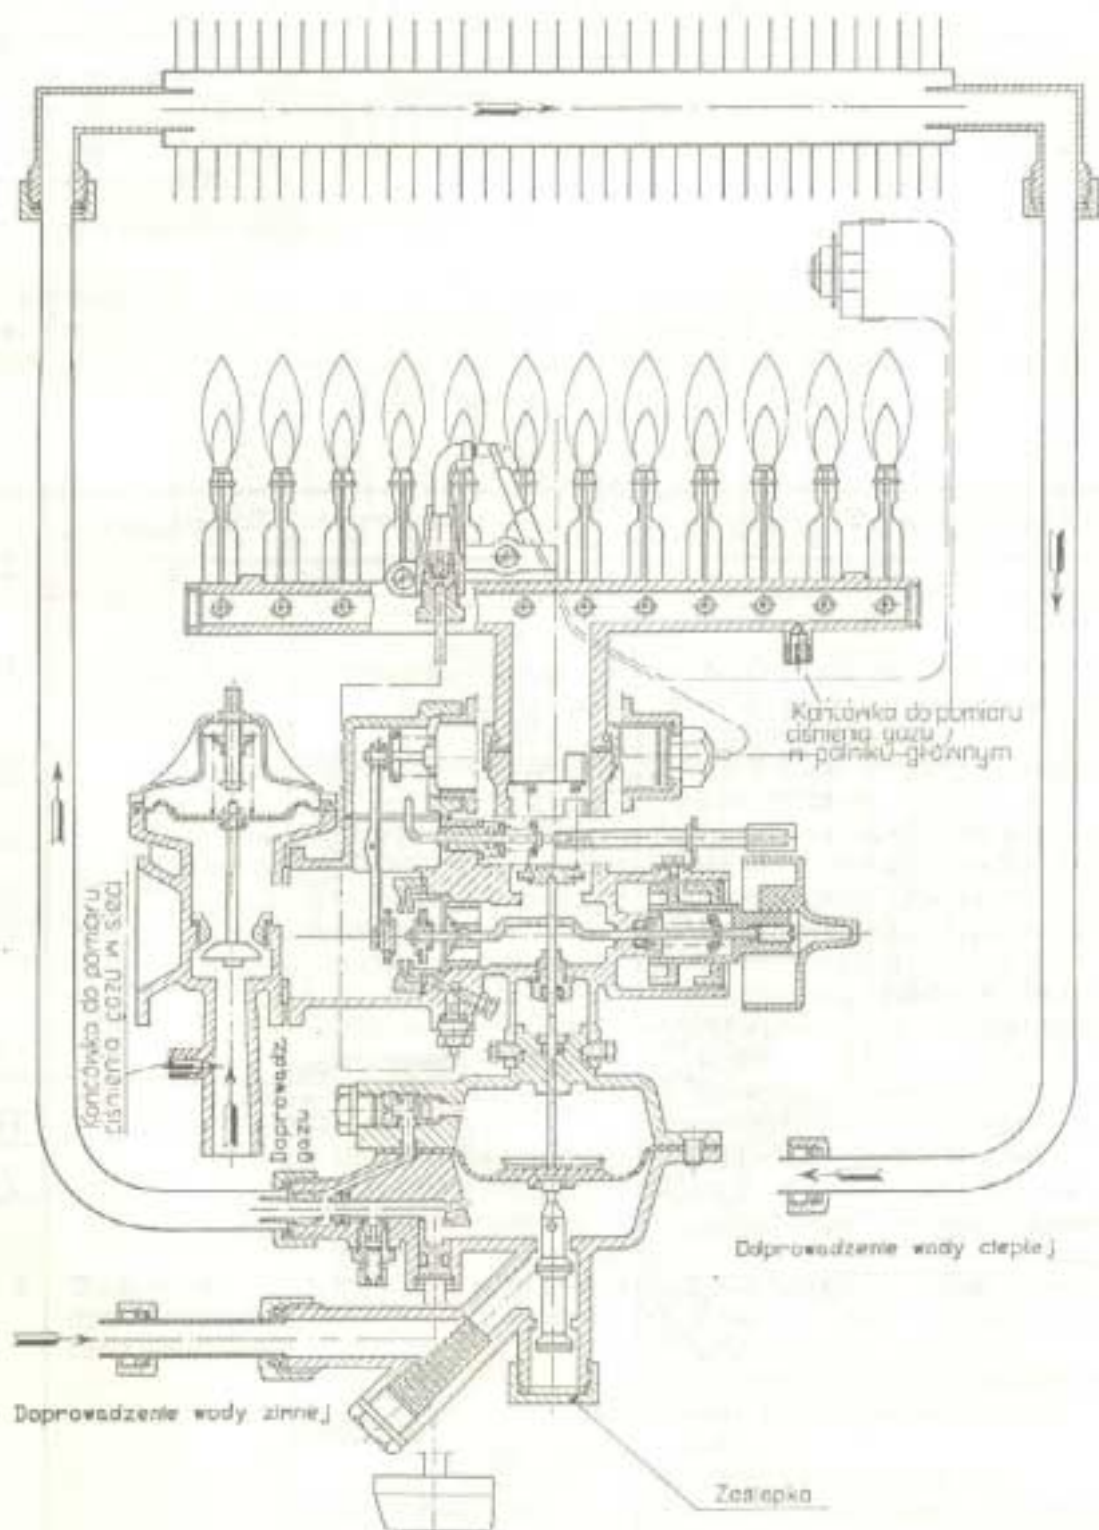 Końcówka do pomiaru
ciśnienia gazu
w palniku głównym
Końcówka do pomiaru
ciśnienia gazu w sieci
Doprowadz.
gazu
Odprowadzenie wody ciepłej
Doprowadzenie wody zimnej
Zaślepka